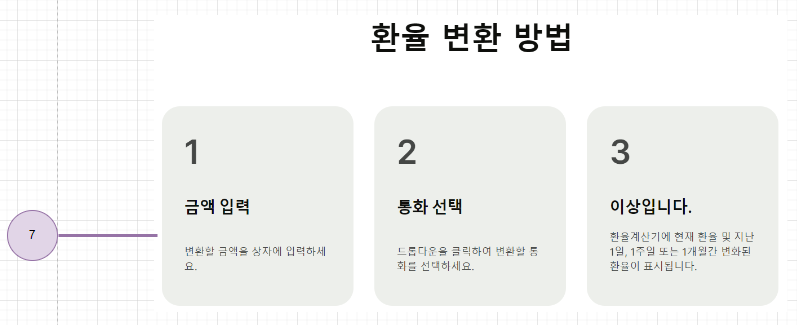 환율 변환 방법
1
금액 입력
변환할 금액을 상자에 입력하세
요.
2
통화 선택
드롭다운을 클릭하여 변환할 통
화를 선택하세요.
3
이상입니다.
환율계산기에 현재 환율 및 지난
1일, 1주일 또는 1개월간 변화된
환율이 표시됩니다.
7